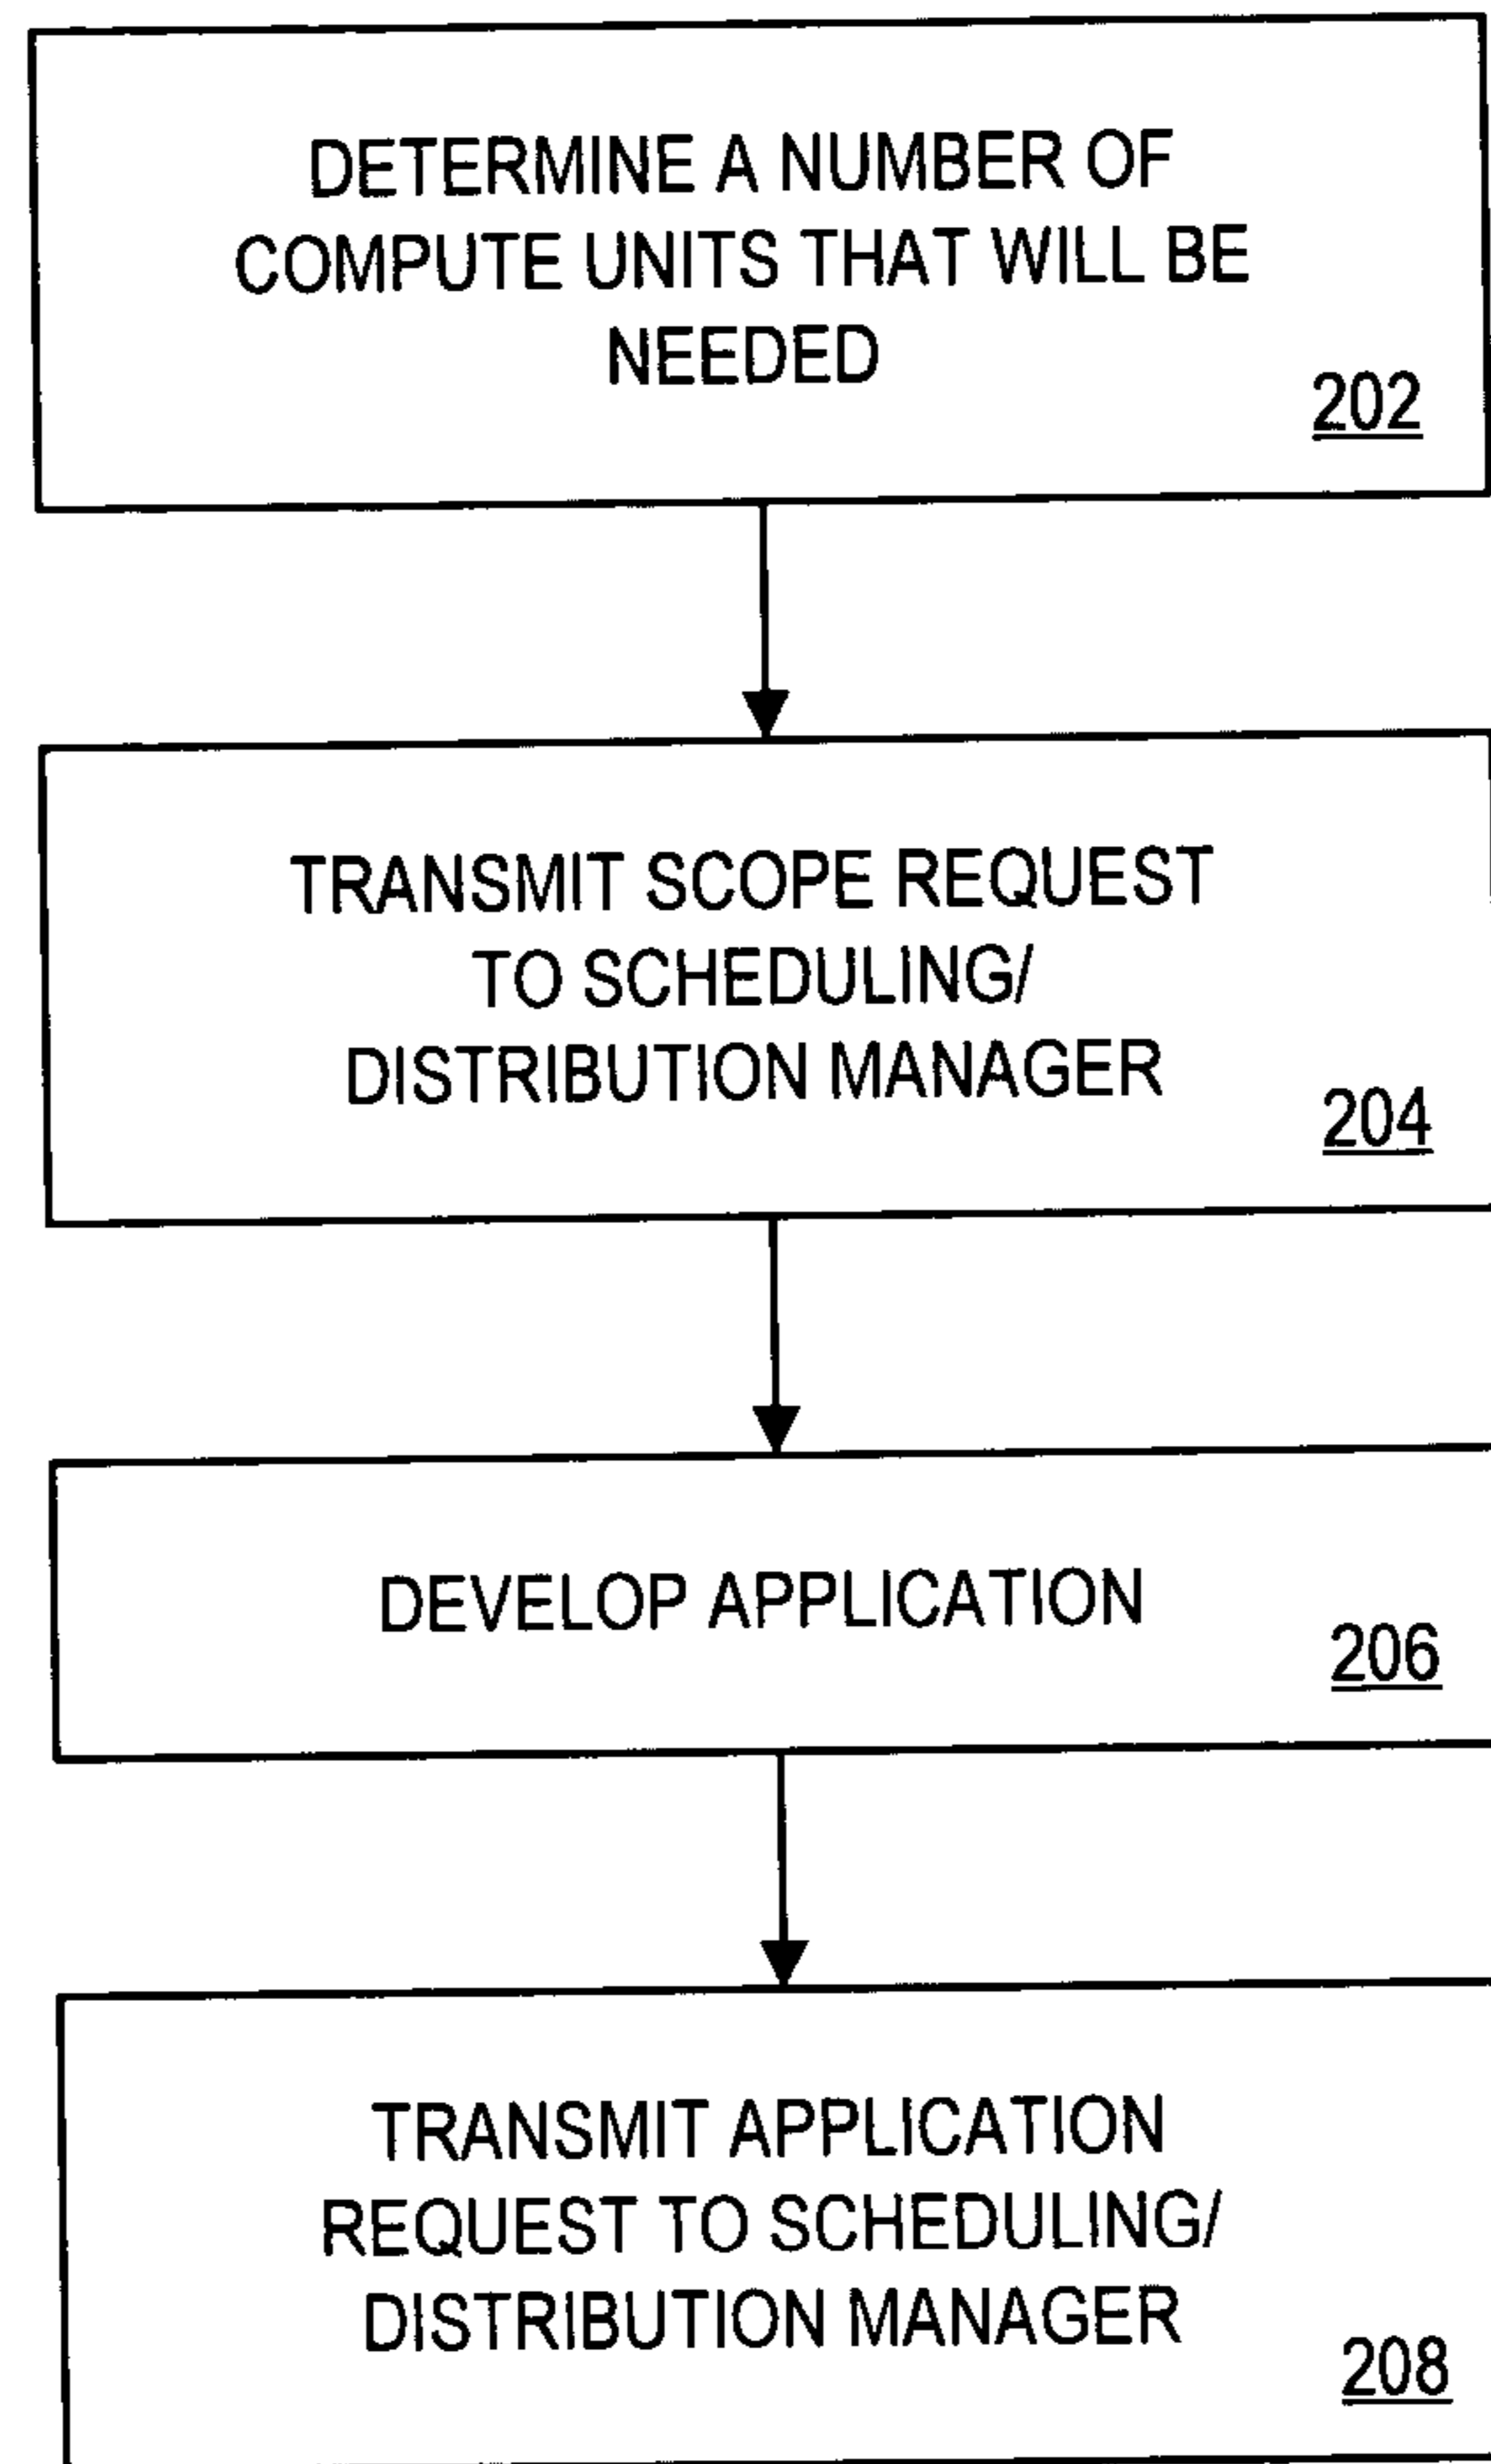 DETERMINE A NUMBER OF
COMPUTE UNITS THAT WILL BE
NEEDED
202
TRANSMIT SCOPE REQUEST
TO SCHEDULING/
DISTRIBUTION MANAGER
204
DEVELOP APPLICATION
206
TRANSMIT APPLICATION
REQUEST TO SCHEDULING/
DISTRIBUTION MANAGER
208